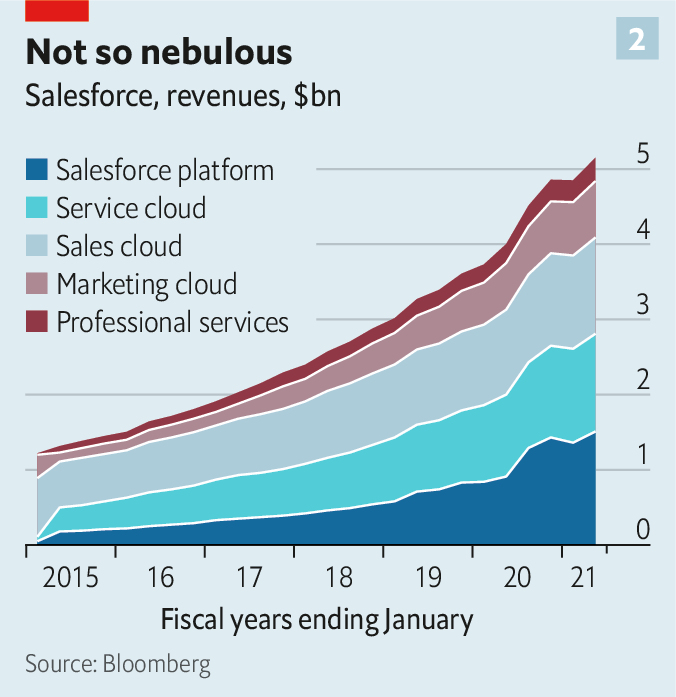 Not so nebulous
2
Salesforce, revenues, $bn
Salesforce platform
Service cloud
Sales cloud
Marketing cloud
Professional services
5
4
3
2
1
0
2015 16 17 18 19 20 21
Fiscal years ending January
Source: Bloomberg